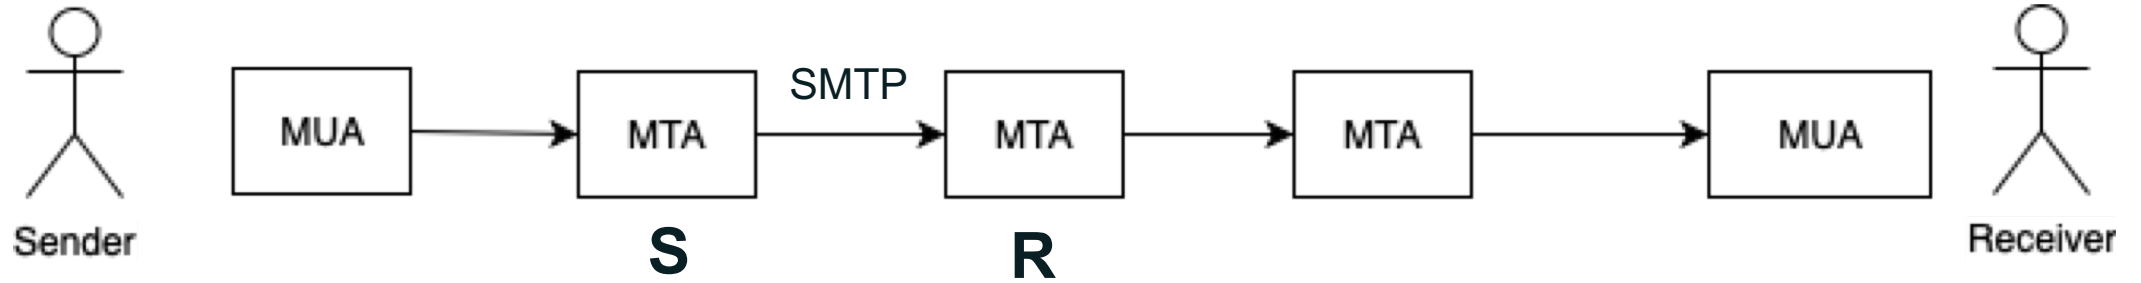 SMTP
MUA
MTA
MTA
MTA
MUA
S
R
Sender
Receiver